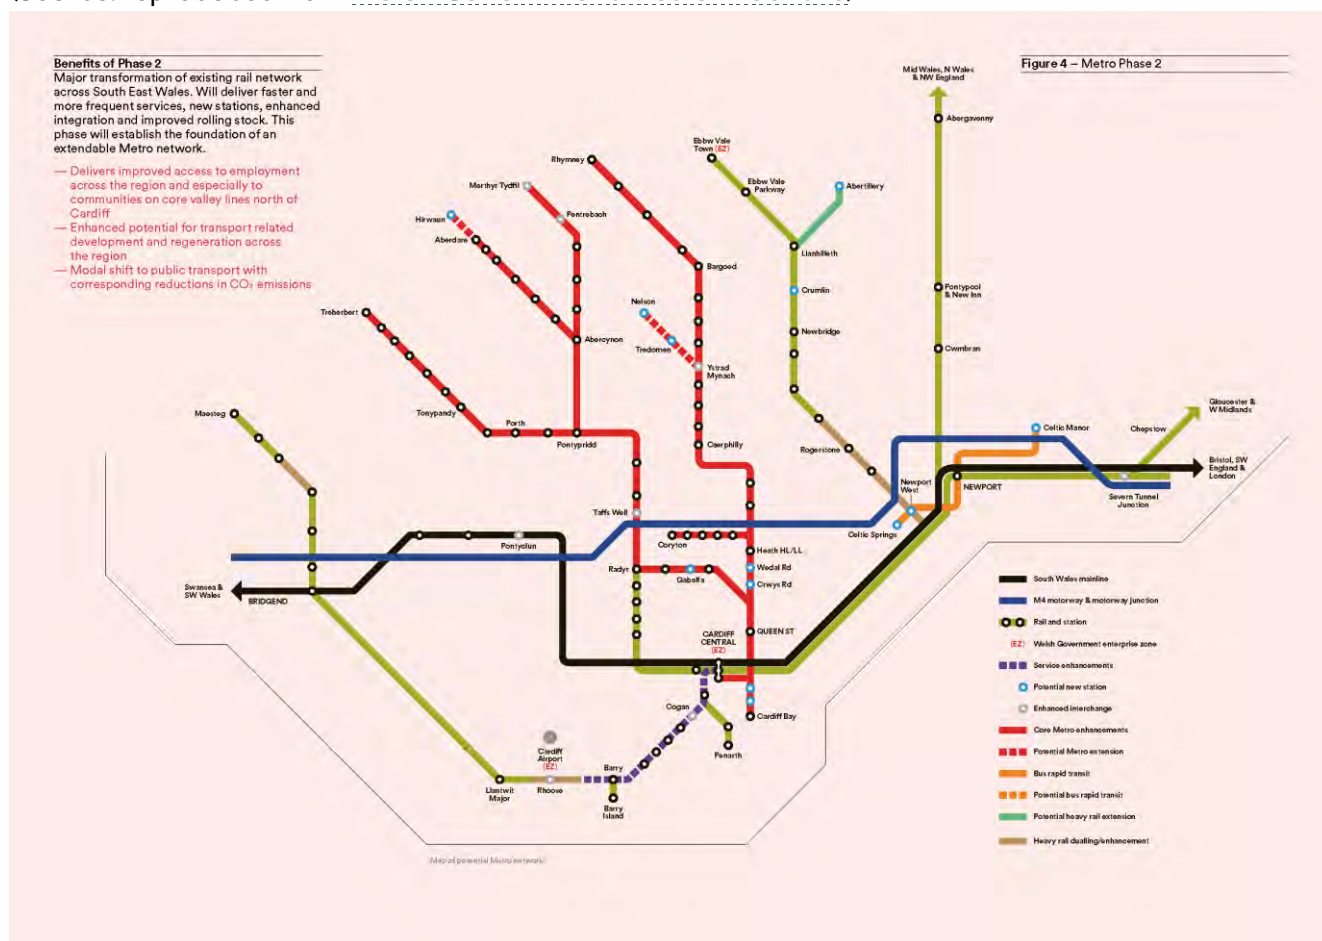 Benefits of Phase 2
Major transformation of existing rail network
across South East Wales. Will deliver faster and
more frequent services, new stations, enhanced
integration and improved rolling stock. This
phase will establish the foundation of an
extendable Metro network.
— Delivers improved access to employment
across the region and especially to
communities on core valley lines north of
Cardiff
— Enhanced potential for transport related
development and regeneration across
the region
— Modal shift to public transport with
corresponding reductions in CO₂ emissions
Figure 4 – Metro Phase 2
Mid Wales, N Wales
& NW England
Abergavenny
Ebbw Vale
Town (EZ)
Ebbw Vale
Parkway
Abertillery
Rhymney
Merthyr Tydfil
Pentrebach
Hirwaun
Aberdare
Llanhilleth
Bargoed
Crumlin
Pontypool
& New Inn
Nelson
Treherbert
Newbridge
Abercynon
Tredomen
Cwmbran
Ystrad
Mynach
Maesteg
Tonypandy
Porth
Pontypridd
Caerphilly
Rogerstone
Celtic Manor
Chepstow
Gloucester &
W Midlands
Bristol, SW
England &
London
Newport
West
NEWPORT
Severn Tunnel
Junction
Taffs Well
Celtic Springs
Pontyclun
Coryton
Heath HL/LL
Radyr
Gabalfa
Wedal Rd
Crwys Rd
Swansea &
SW Wales
BRIDGEND
QUEEN ST
CARDIFF
CENTRAL
(EZ)
Cogan
Cardiff Bay
Penarth
Cardiff
Airport
(EZ)
Llantwit
Major
Rhoose
Barry
Barry
Island
South Wales mainline
M4 motorway & motorway junction
Rail and station
(EZ) Welsh Government enterprise zone
Service enhancements
Potential new station
Enhanced interchange
Core Metro enhancements
Potential Metro extension
Bus rapid transit
Potential bus rapid transit
Potential heavy rail extension
Heavy rail dualling/enhancement
Map of potential Metro network